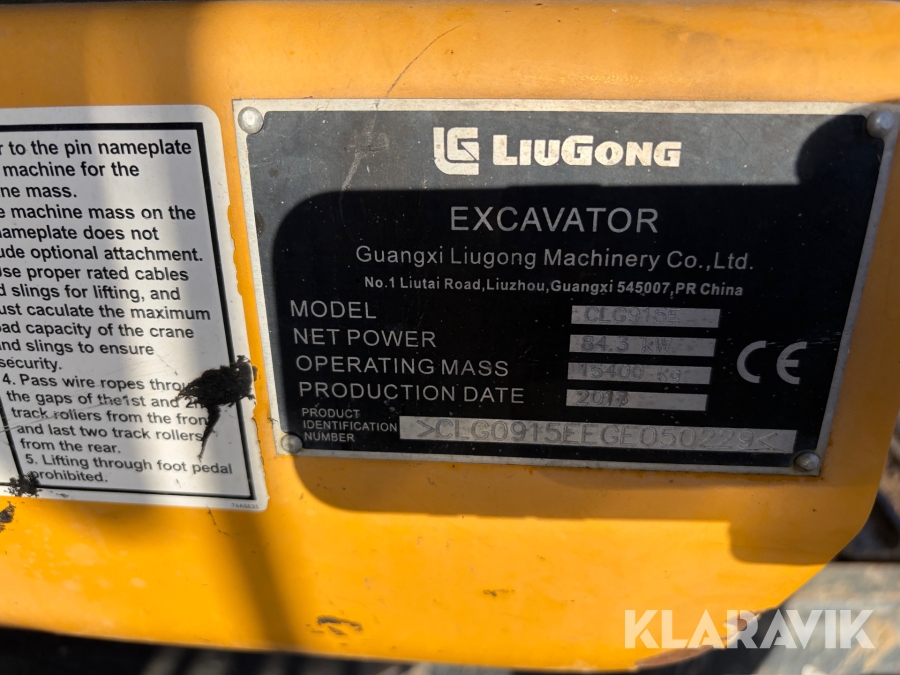 r to the pin nameplate
machine for the
ne mass.
e machine mass on the
ameplate does not
ude optional attachment.
se proper rated cables
d slings for lifting, and
ust caculate the maximum
oad capacity of the crane
and slings to ensure
security.
4. Pass wire ropes through
the gaps of the1st and 2n
track rollers from the front
and last two track rollers
from the rear.
5. Lifting through foot pedal
prohibited.
LG LIUGONG
EXCAVATOR
Guangxi Liugong Machinery Co.,Ltd.
No.1 Liutai Road,Liuzhou,Guangxi 545007,PR China
MODEL CLG915E
NET POWER 84.3 kW
OPERATING MASS 15400 kg
PRODUCTION DATE
PRODUCT
IDENTIFICATION
NUMBER >CLG0915EEGE050229<
CE
KLARAVIK